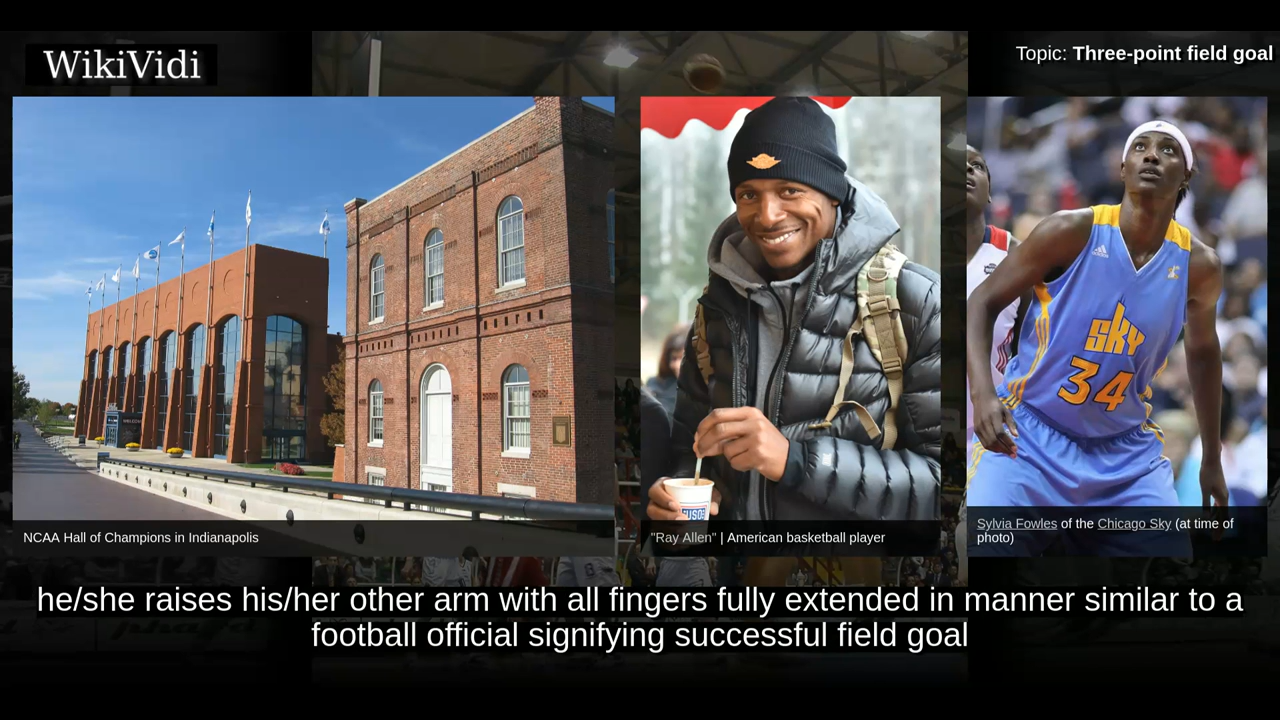 WikiVidi
Topic: Three-point field goal
SKY
34
USO
NCAA Hall of Champions in Indianapolis
"Ray Allen" | American basketball player
Sylvia Fowles of the Chicago Sky (at time of
photo)
he/she raises his/her other arm with all fingers fully extended in manner similar to a
football official signifying successful field goal